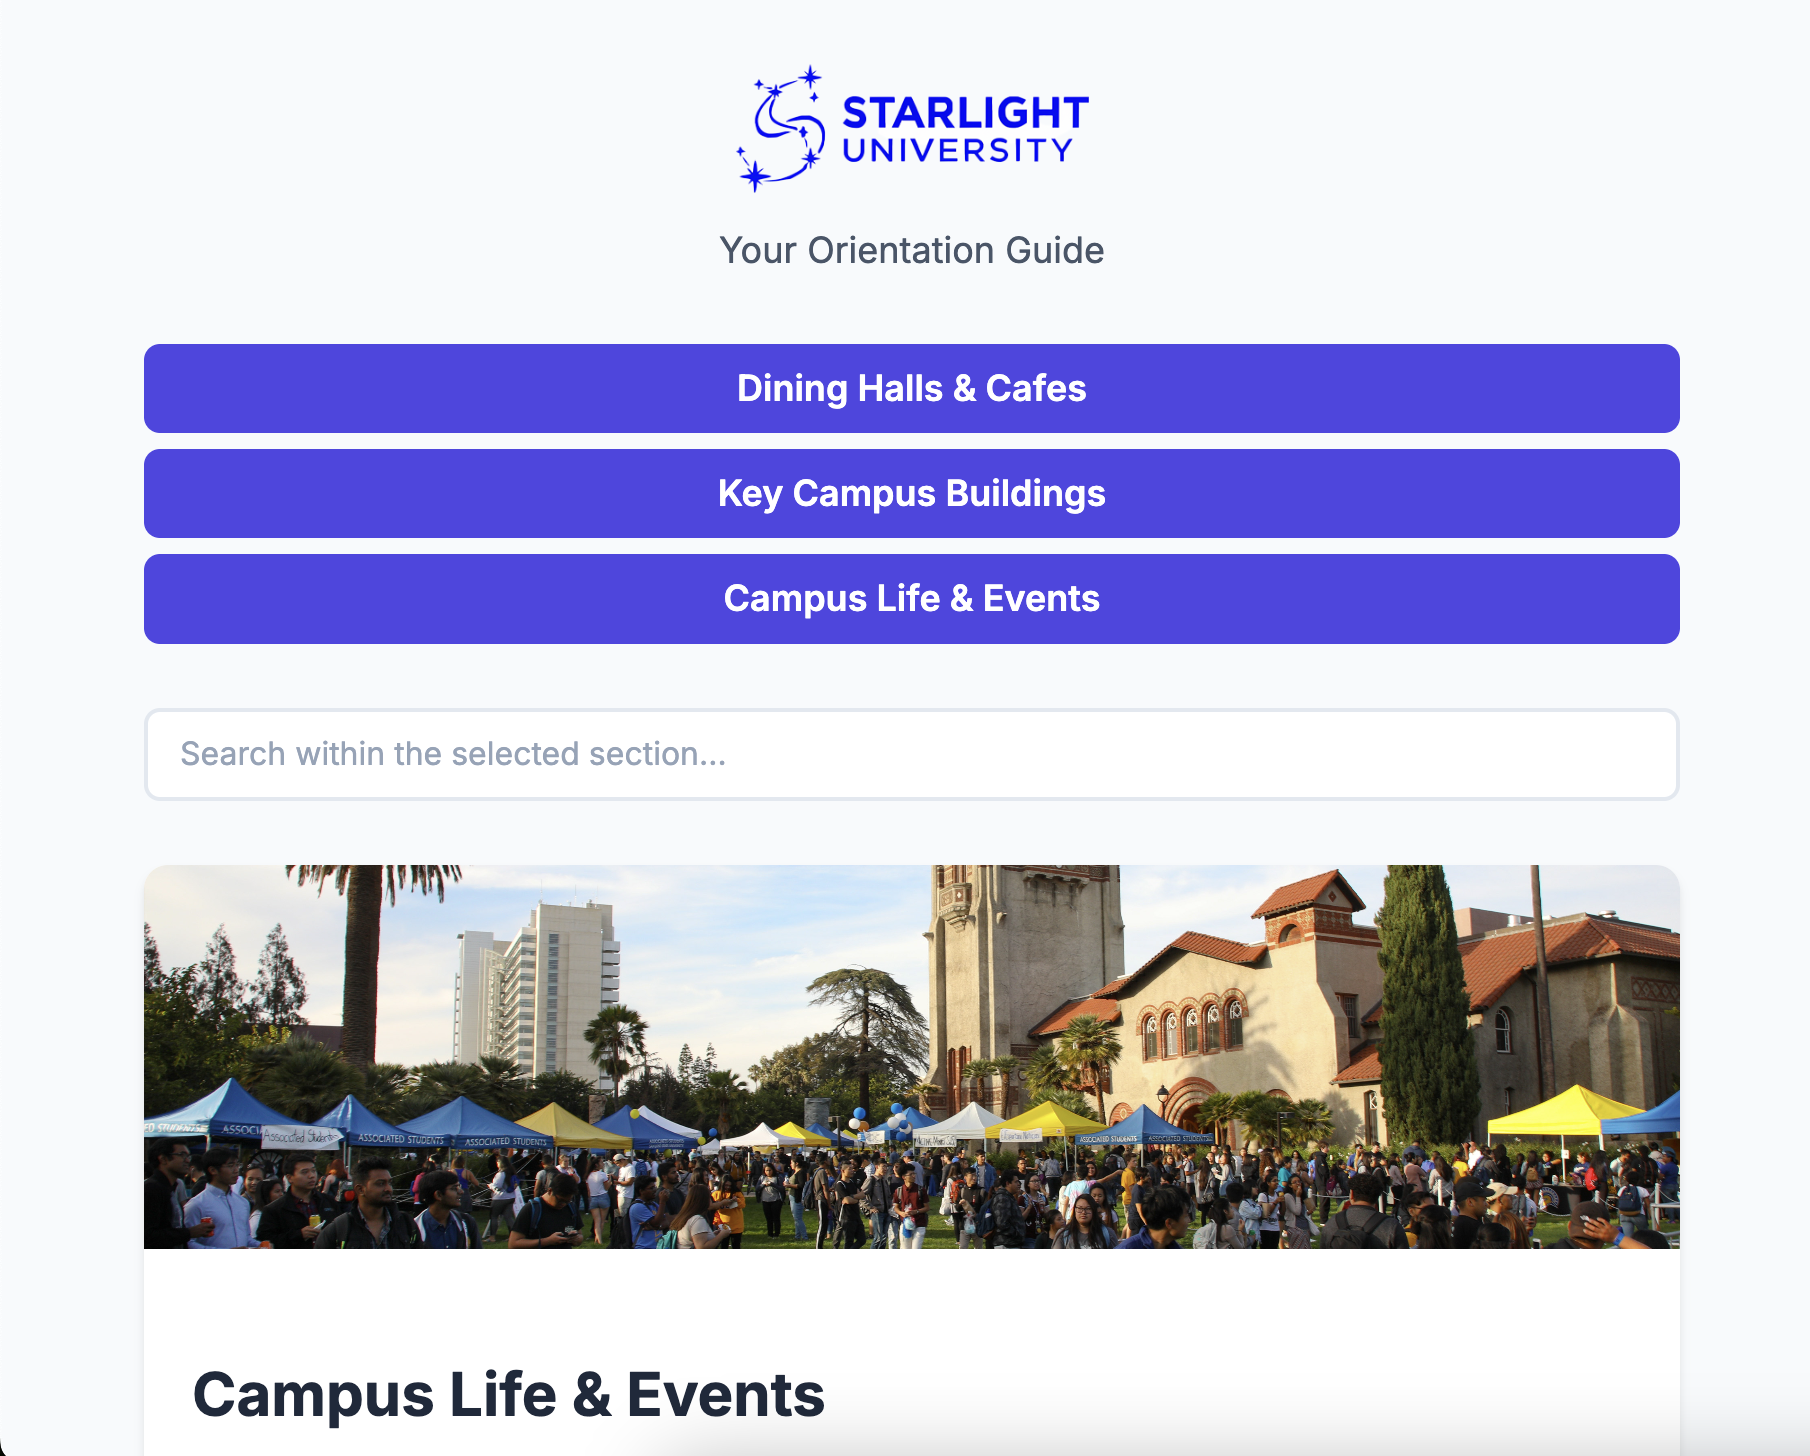 STARLIGHT
UNIVERSITY
Your Orientation Guide
Dining Halls & Cafes
Key Campus Buildings
Campus Life & Events
Search within the selected section...
Associated Students
ASSOCIATED STUDENTS
ASSOCIATED STUDENTS
ASSOCIATED STUDENTS
ASSOCIATED STUDENTS
Campus Life & Events